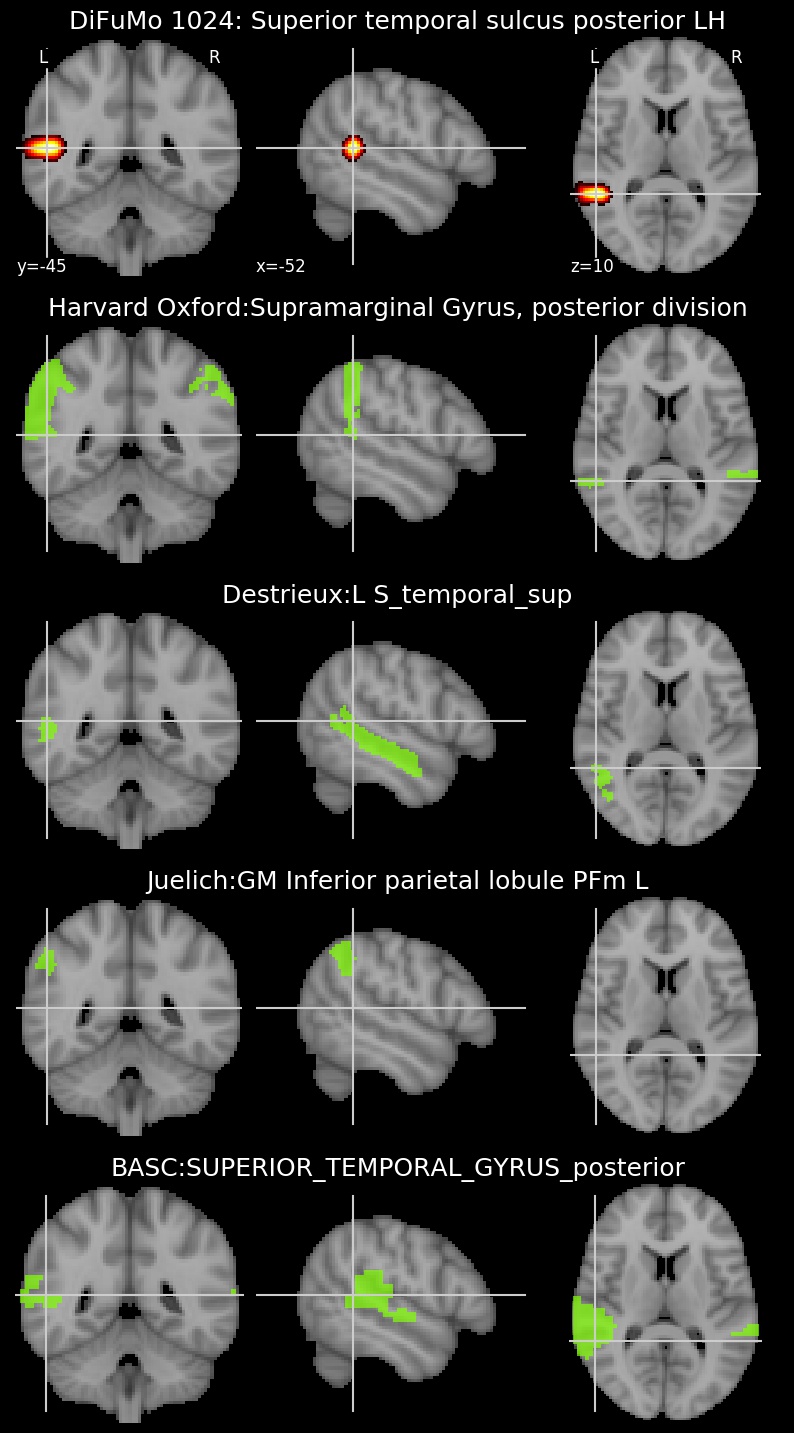 DiFuMo 1024: Superior temporal sulcus posterior LH
L R L R
y=-45 x=-52 z=10
Harvard Oxford:Supramarginal Gyrus, posterior division
Destrieux:L S_temporal_sup
Juelich:GM Inferior parietal lobule PFm L
BASC:SUPERIOR_TEMPORAL_GYRUS_posterior